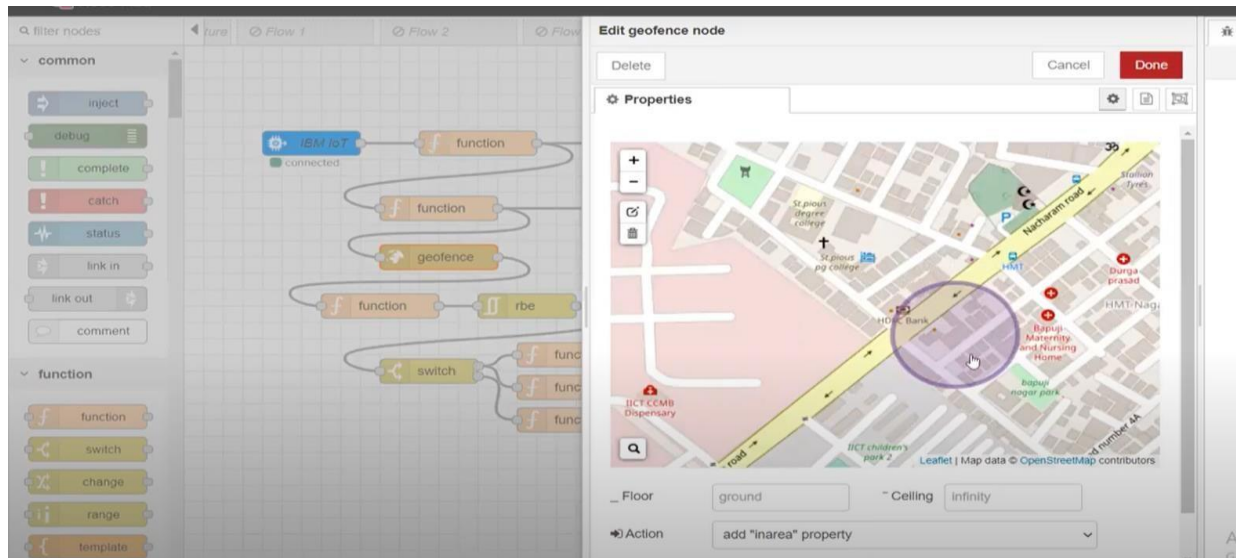 filter nodes
ture
Flow 1
Flow 2
Flow
common
inject
debug
complete
catch
status
link in
link out
comment
function
function
switch
change
range
template
IBM IoT
connected
function
function
geofence
function
rbe
switch
func
func
func
Edit geofence node
Delete
Cancel
Done
Properties
+
−
St.pious
degree
college
St.pious
pg college
Nacharam road
Stallion
Tyres
HMT
Durga
prasad
HMT-Naga
HDFC Bank
Bapuji
Maternity
and Nursing
Home
bapuji
nagar park
IICT CCMB
Dispensary
IICT children's
park 2
road
d number 4A
Leaflet | Map data © OpenStreetMap contributors
Floor
ground
Ceiling
infinity
Action
add "inarea" property